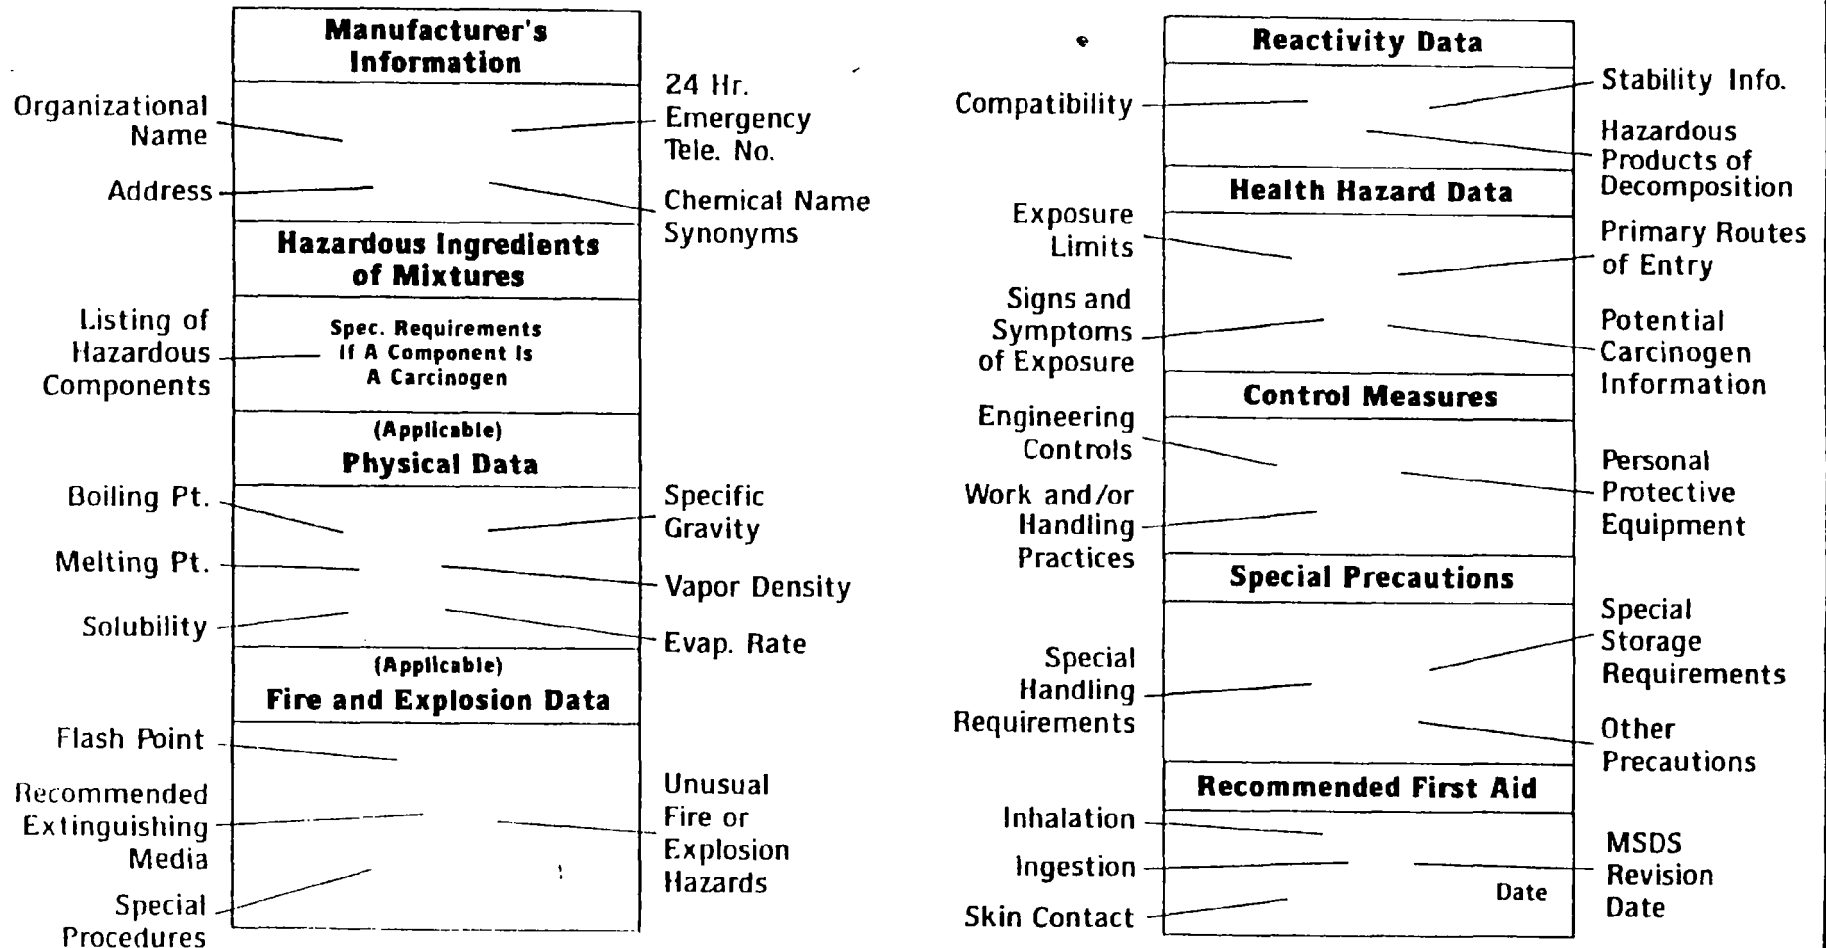 Manufacturer's
Information
Organizational
Name
Address
24 Hr.
Emergency
Tele. No.
Chemical Name
Synonyms
Hazardous Ingredients
of Mixtures
Listing of
Hazardous
Components
Spec. Requirements
If A Component Is
A Carcinogen
(Applicable)
Physical Data
Boiling Pt.
Melting Pt.
Solubility
Specific
Gravity
Vapor Density
Evap. Rate
(Applicable)
Fire and Explosion Data
Flash Point
Recommended
Extinguishing
Media
Special
Procedures
Unusual
Fire or
Explosion
Hazards
Reactivity Data
Compatibility
Stability Info.
Hazardous
Products of
Decomposition
Health Hazard Data
Exposure
Limits
Signs and
Symptoms
of Exposure
Primary Routes
of Entry
Potential
Carcinogen
Information
Control Measures
Engineering
Controls
Work and/or
Handling
Practices
Personal
Protective
Equipment
Special Precautions
Special
Handling
Requirements
Special
Storage
Requirements
Other
Precautions
Recommended First Aid
Inhalation
Ingestion
Skin Contact
Date
MSDS
Revision
Date